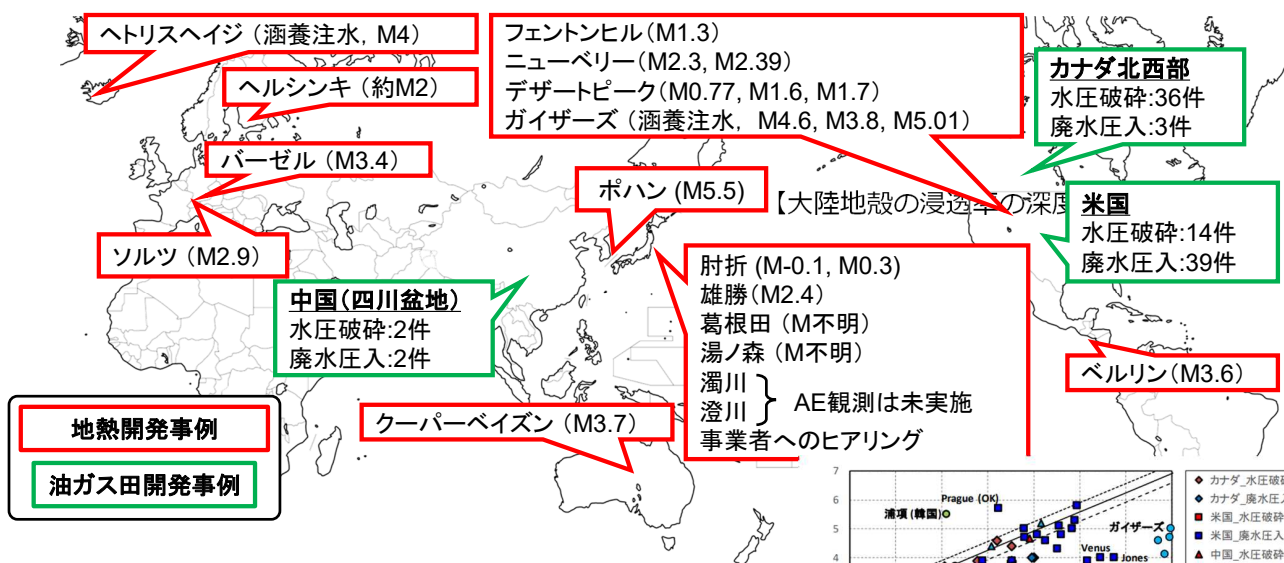 ヘトリスヘイジ（涵養注水，M4）
ヘルシンキ（約M2）
バーゼル（M3.4）
ソルツ（M2.9）
フェントンヒル（M1.3）
ニューベリー（M2.3, M2.39）
デザートピーク（M0.77, M1.6, M1.7）
ガイザーズ（涵養注水， M4.6, M3.8, M5.01）
カナダ北西部
水圧破砕:36件
廃水圧入:3件
ポハン (M5.5)
【大陸地殻の浸透率の深度
米国
水圧破砕:14件
廃水圧入:39件
中国（四川盆地）
水圧破砕:2件
廃水圧入:2件
肘折 (M-0.1, M0.3)
雄勝（M2.4）
葛根田（M不明）
湯ノ森（M不明）
濁川
澄川
AE観測は未実施
事業者へのヒアリング
ベルリン（M3.6）
クーパーベイズン（M3.7）
地熱開発事例
油ガス田開発事例
7
6
5
4
Prague (OK)
浦項 (韓国)
ガイザーズ
Venus
Jones
カナダ_水圧破砕
カナダ_廃水圧入
米国_水圧破砕
米国_廃水圧入
中国_水圧破砕